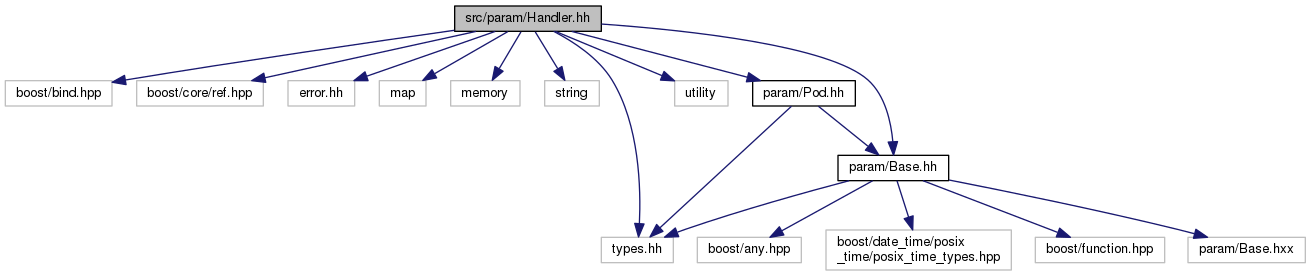 src/param/Handler.hh
boost/bind.hpp
boost/core/ref.hpp
error.hh
map
memory
string
utility
param/Pod.hh
param/Base.hh
types.hh
boost/any.hpp
boost/date_time/posix
_time/posix_time_types.hpp
boost/function.hpp
param/Base.hxx